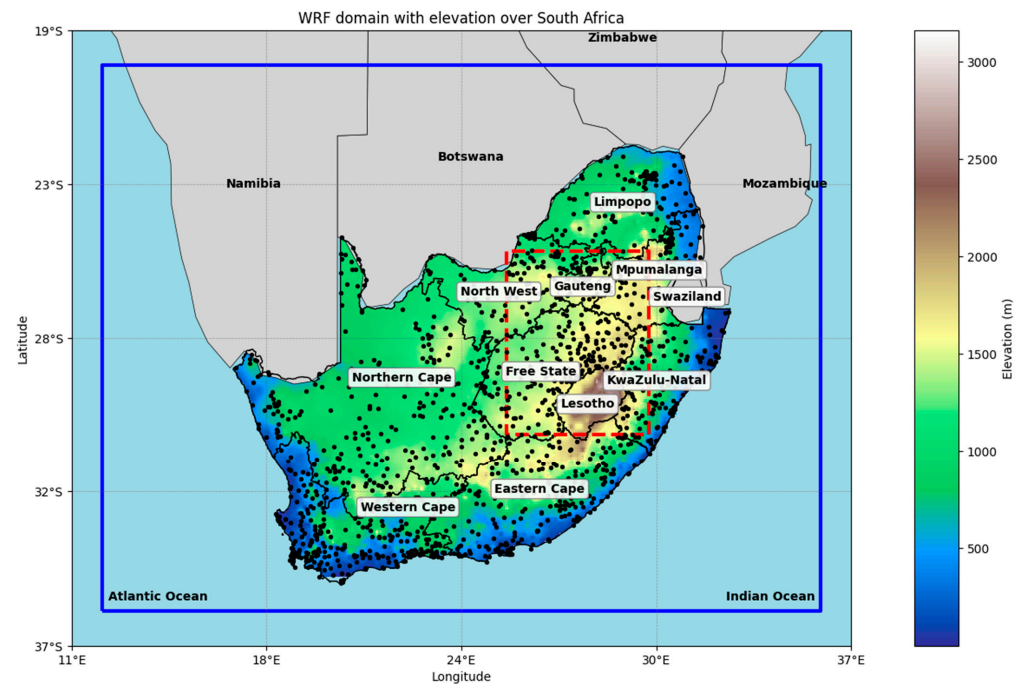 WRF domain with elevation over South Africa
19°S
Zimbabwe
3000
2500
Botswana
23°S
Namibia
Mozambique
Limpopo
2000
Mpumalanga
Gauteng
North West
Swaziland
Latitude
Elevation (m)
28°S
1500
Free State
Northern Cape
KwaZulu-Natal
Lesotho
1000
32°S
Eastern Cape
Western Cape
500
Atlantic Ocean
Indian Ocean
37°S
11°E 18°E 24°E 30°E 37°E
Longitude